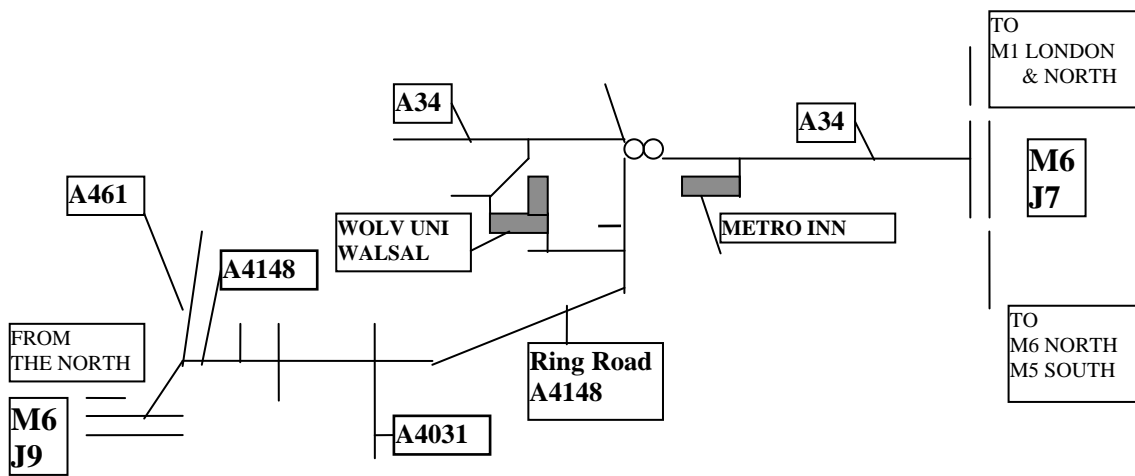 TO
M1 LONDON
& NORTH
A34
A34
M6
J7
A461
WOLV UNI
WALSAL
METRO INN
A4148
FROM
THE NORTH
TO
M6 NORTH
M5 SOUTH
Ring Road
A4148
M6
J9
A4031